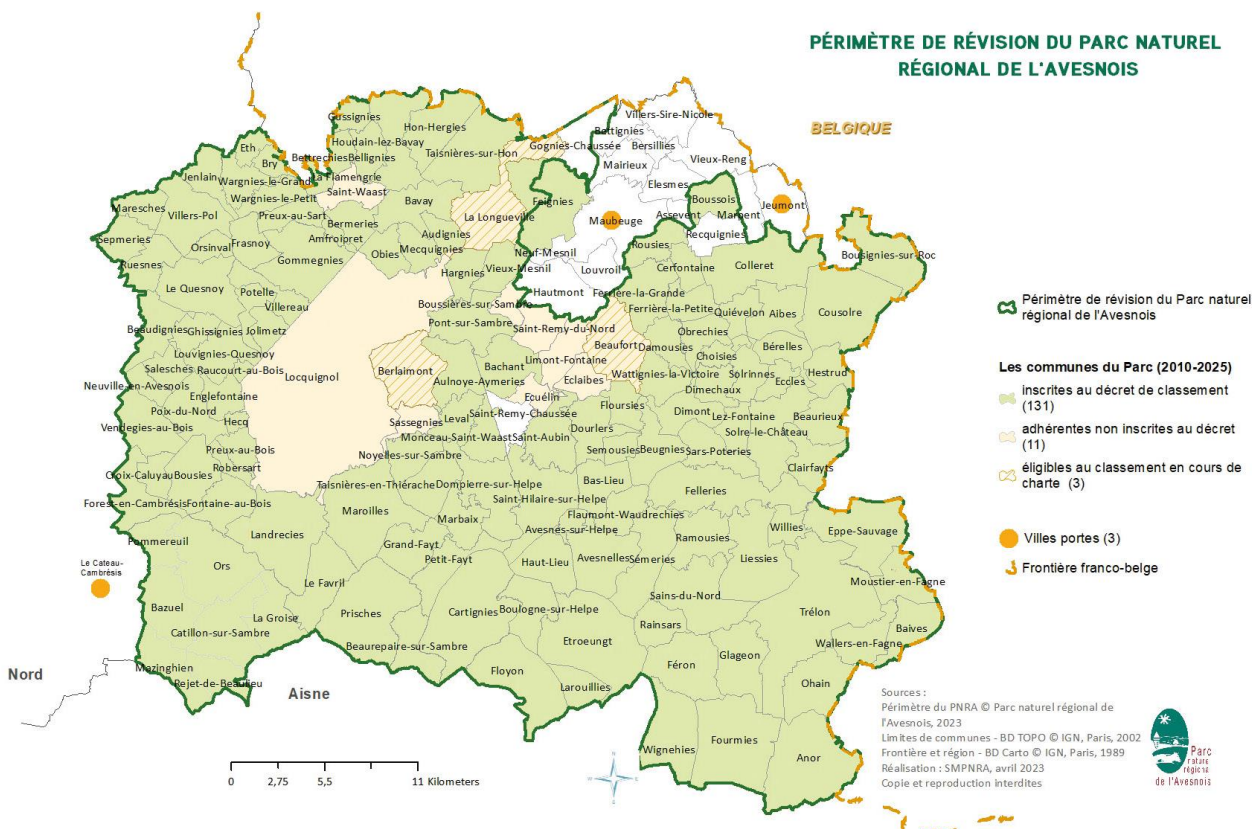 PÉRIMÈTRE DE RÉVISION DU PARC NATUREL
RÉGIONAL DE L'AVESNOIS
BELGIQUE
Villers-Sire-Nicole
Gussignies
Hon-Hergies
Bettignies
Houdain-lez-Bavay
Gognies-Chaussée
Bersillies
Eth
Taisnières-sur-Hon
Bettrechies
Bellignies
Vieux-Reng
Bry
Mairieux
Jenlain
Wargnies-le-Grand
La Flamengrie
Elesmes
Saint-Waast
Wargnies-le-Petit
Bavay
Feignies
Boussois
Jeumont
Maresches
Villers-Pol
Preux-au-Sart
La Longueville
Maubeuge
Assevent
Marpent
Bermeries
Audignies
Recquignies
Sepmeries
Orsinval
Frasnoy
Amfroipret
Mecquignies
Rousies
Obies
Neuf-Mesnil
Bousignies-sur-Roc
Ruesnes
Gommegnies
Hargnies
Vieux-Mesnil
Louvroil
Cerfontaine
Colleret
Le Quesnoy
Potelle
Hautmont
Ferrière-la-Grande
Villereau
Boussières-sur-Sambre
Ferrière-la-Petite
Quiévelon
Aibes
Cousolre
Pont-sur-Sambre
Saint-Remy-du-Nord
Beaudignies
Ghissignies
Jolimetz
Obrechies
Beaufort
Damousies
Bérelles
Louvignies-Quesnoy
Limont-Fontaine
Choisies
Salesches
Raucourt-au-Bois
Locquignol
Berlaimont
Bachant
Wattignies-la-Victoire
Solrinnes
Hestrud
Neuville-en-Avesnois
Aulnoye-Aymeries
Eclaibes
Eccles
Englefontaine
Ecuélin
Dimechaux
Poix-du-Nord
Floursies
Hecq
Sassegnies
Leval
Saint-Remy-Chaussée
Dimont
Lez-Fontaine
Beaurieux
Vendegies-au-Bois
Dourlers
Solre-le-Château
Monceau-Saint-Waast
Saint-Aubin
Preux-au-Bois
Noyelles-sur-Sambre
Semousies
Beugnies
Sars-Poteries
Robersart
Clairfayts
Croix-Caluyau
Bousies
Taisnières-en-Thiérache
Dompierre-sur-Helpe
Bas-Lieu
Felleries
Forest-en-Cambrésis
Fontaine-au-Bois
Saint-Hilaire-sur-Helpe
Maroilles
Marbaix
Flaumont-Waudrechies
Avesnes-sur-Helpe
Willies
Eppe-Sauvage
Pommereuil
Landrecies
Grand-Fayt
Ramousies
Petit-Fayt
Haut-Lieu
Avesnelles
Sémeries
Liessies
Le Cateau-
Cambrésis
Ors
Le Favril
Moustier-en-Fagne
Sains-du-Nord
Bazuel
La Groise
Prisches
Cartignies
Boulogne-sur-Helpe
Trélon
Rainsars
Baives
Catillon-sur-Sambre
Etroeungt
Wallers-en-Fagne
Beaurepaire-sur-Sambre
Glageon
Mazinghien
Floyon
Féron
Nord
Rejet-de-Beaulieu
Aisne
Larouillies
Ohain
Fourmies
Wignehies
Anor
Périmètre de révision du Parc naturel
régional de l'Avesnois
Les communes du Parc (2010-2025)
inscrites au décret de classement
(131)
adhérentes non inscrites au décret
(11)
éligibles au classement en cours de
charte (3)
Villes portes (3)
Frontière franco-belge
0 2,75 5,5 11 Kilometers
Sources :
Périmètre du PNRA © Parc naturel régional de
l'Avesnois, 2023
Limites de communes - BD TOPO © IGN, Paris, 2002
Frontière et région - BD Carto © IGN, Paris, 1989
Réalisation : SMPNRA, avril 2023
Copie et reproduction interdites
Parc
naturel
régional
de l'Avesnois